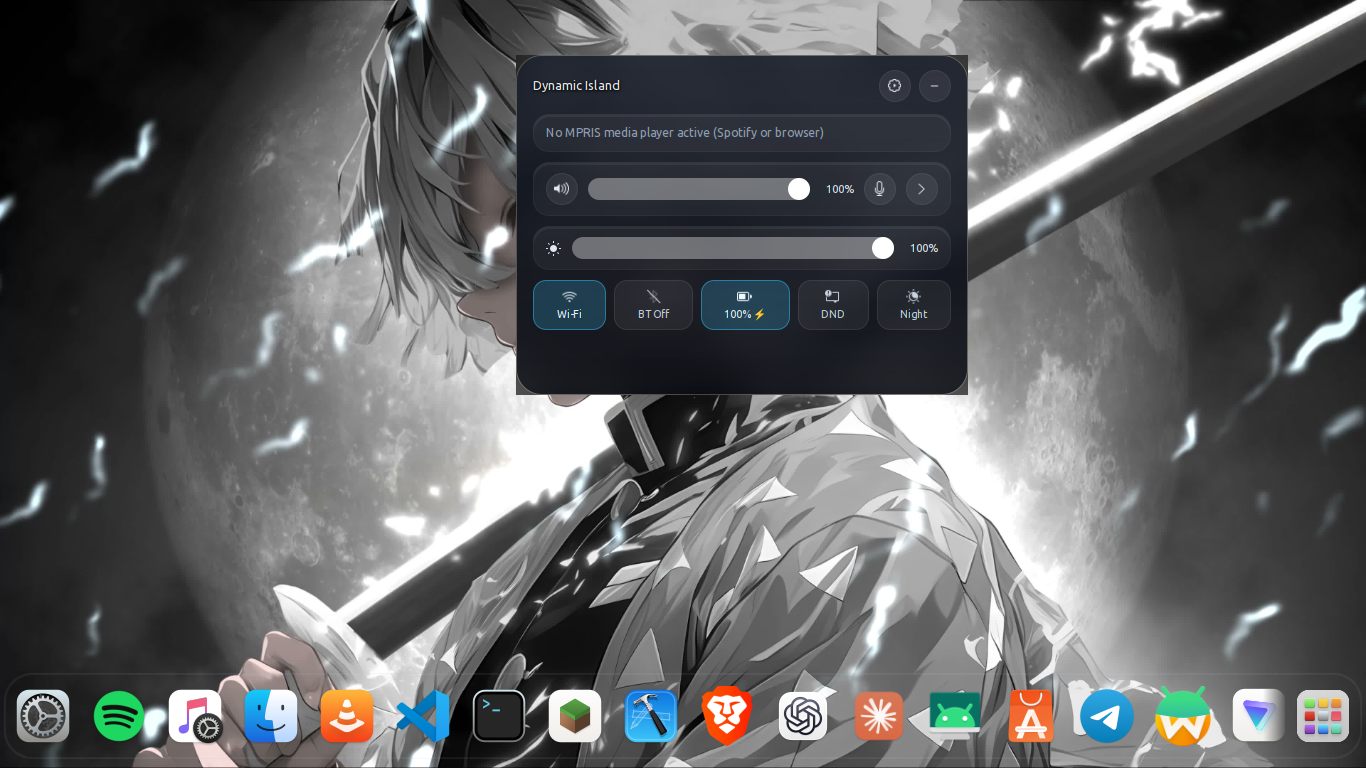 Dynamic Island
No MPRIS media player active (Spotify or browser)
100%
100%
Wi-Fi
BT Off
100%⚡
DND
Night
>_